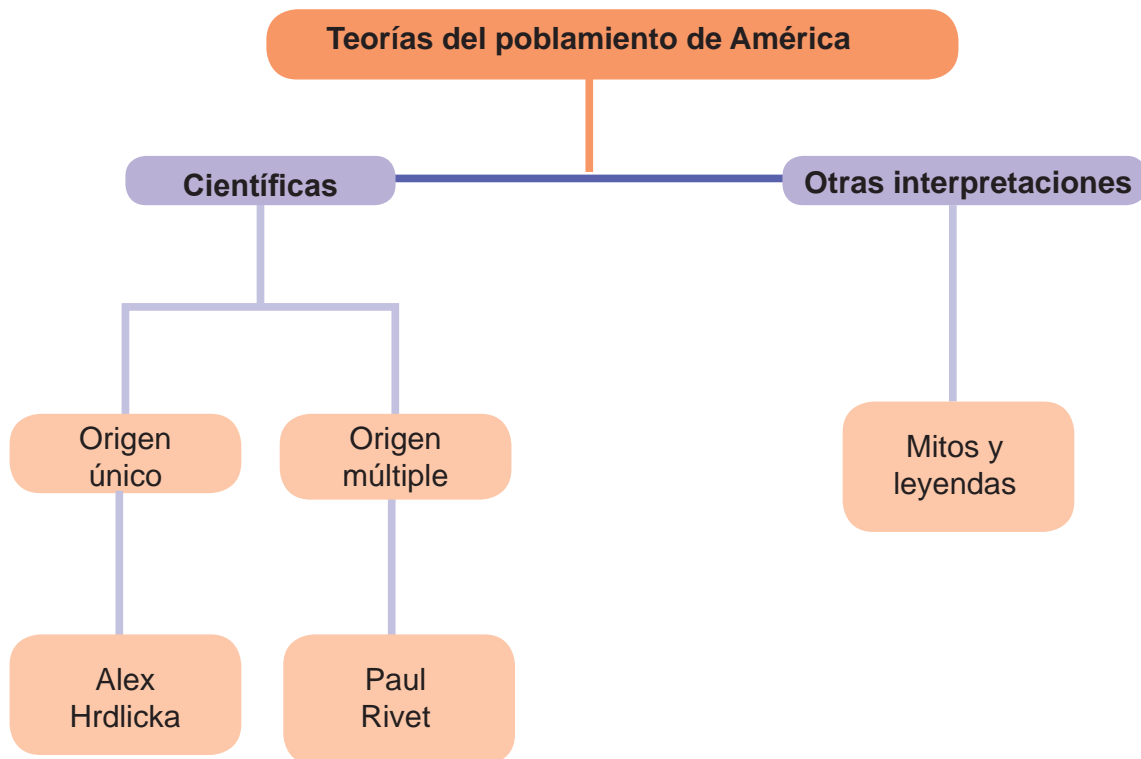 Teorías del poblamiento de América
Científicas
Otras interpretaciones
Origen
único
Origen
múltiple
Mitos y
leyendas
Alex
Hrdlicka
Paul
Rivet